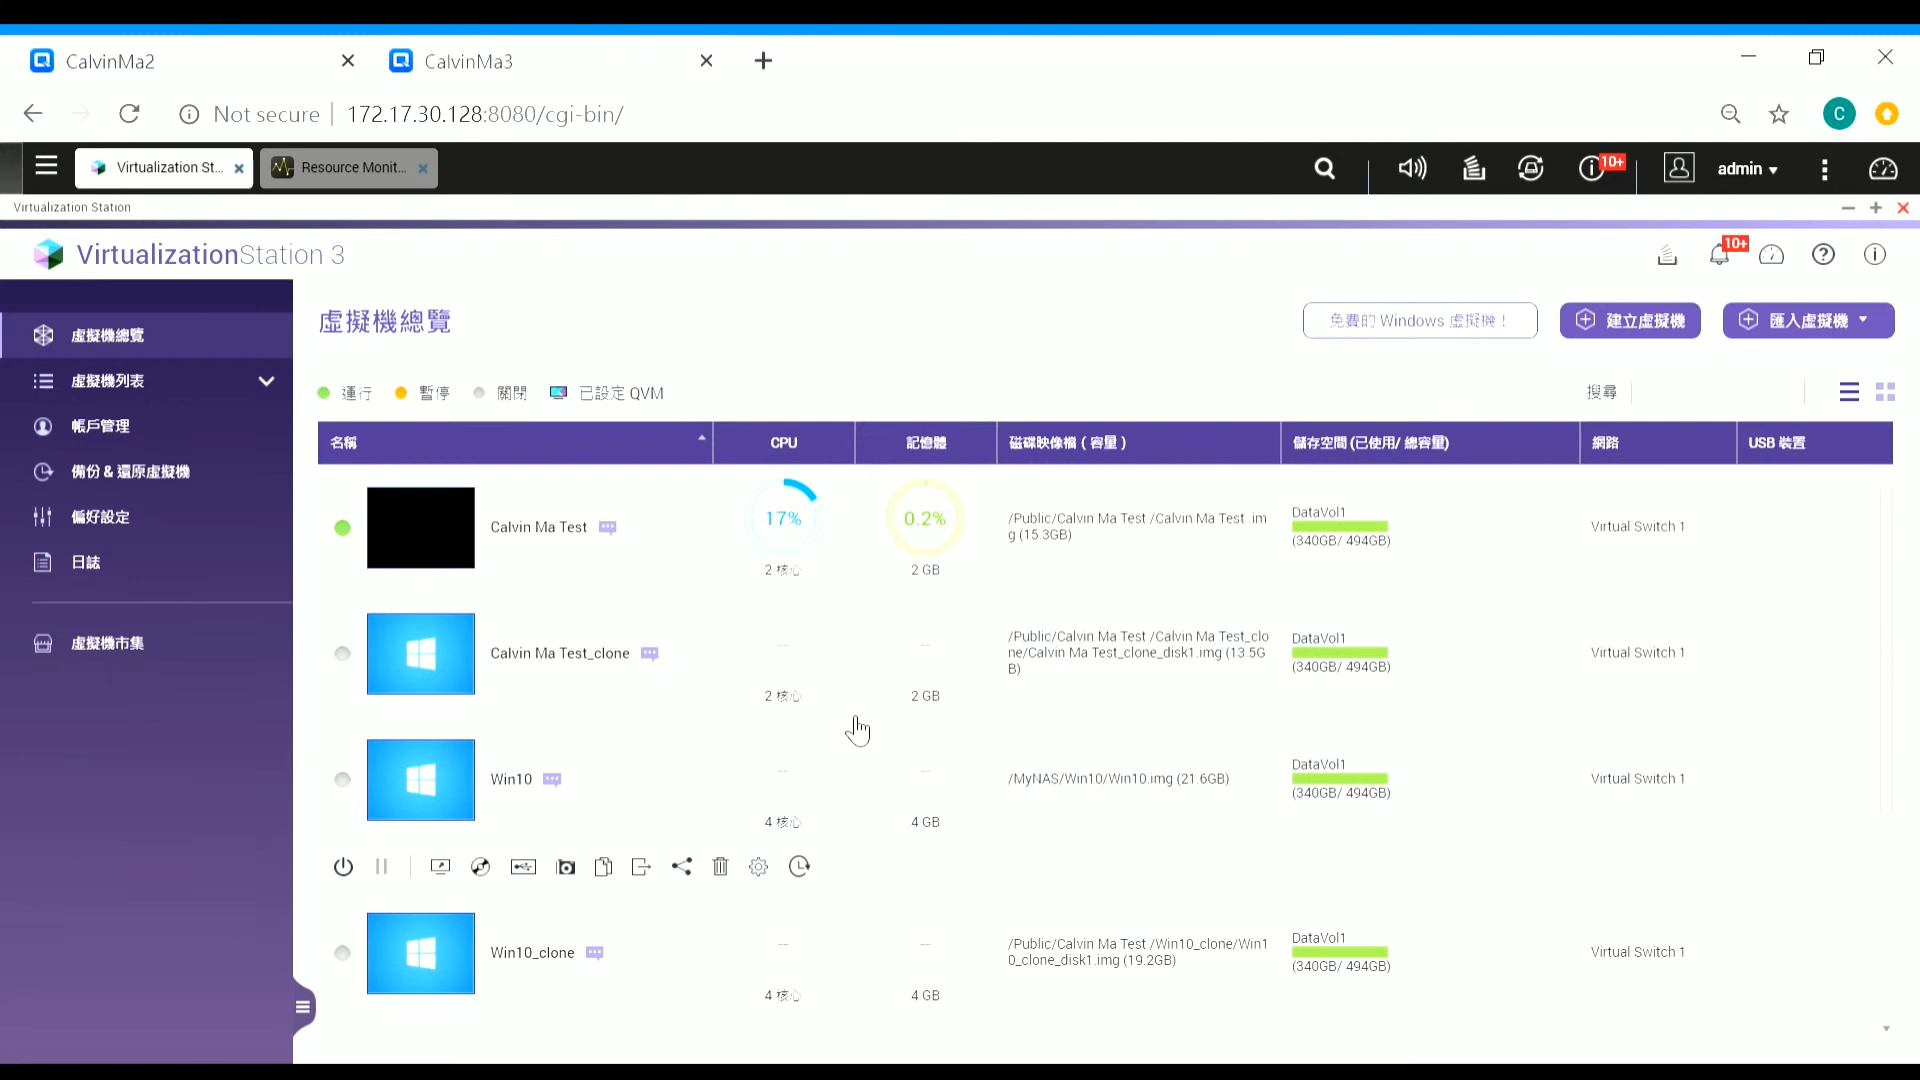 CalvinMa2
CalvinMa3
Not secure
172.17.30.128:8080/cgi-bin/
C
Virtualization St...
Resource Monit...
10+
admin
Virtualization Station
VirtualizationStation 3
10+
虛擬機總覽
虛擬機列表
帳戶管理
備份 & 還原虛擬機
偏好設定
日誌
虛擬機市集
虛擬機總覽
免費的 Windows 虛擬機！
建立虛擬機
匯入虛擬機
運行
暫停
關閉
已設定 QVM
搜尋
名稱
CPU
記憶體
磁碟映像檔 ( 容量 )
儲存空間 (已使用/ 總容量)
網路
USB 裝置
Calvin Ma Test
17%
2 核心
0.2%
2 GB
/Public/Calvin Ma Test /Calvin Ma Test .im
g (15.3GB)
DataVol1
(340GB/ 494GB)
Virtual Switch 1
Calvin Ma Test_clone
--
2 核心
--
2 GB
/Public/Calvin Ma Test /Calvin Ma Test_clo
ne/Calvin Ma Test_clone_disk1.img (13.5G
B)
DataVol1
(340GB/ 494GB)
Virtual Switch 1
Win10
--
4 核心
--
4 GB
/MyNAS/Win10/Win10.img (21.6GB)
DataVol1
(340GB/ 494GB)
Virtual Switch 1
Win10_clone
--
4 核心
--
4 GB
/Public/Calvin Ma Test /Win10_clone/Win1
0_clone_disk1.img (19.2GB)
DataVol1
(340GB/ 494GB)
Virtual Switch 1